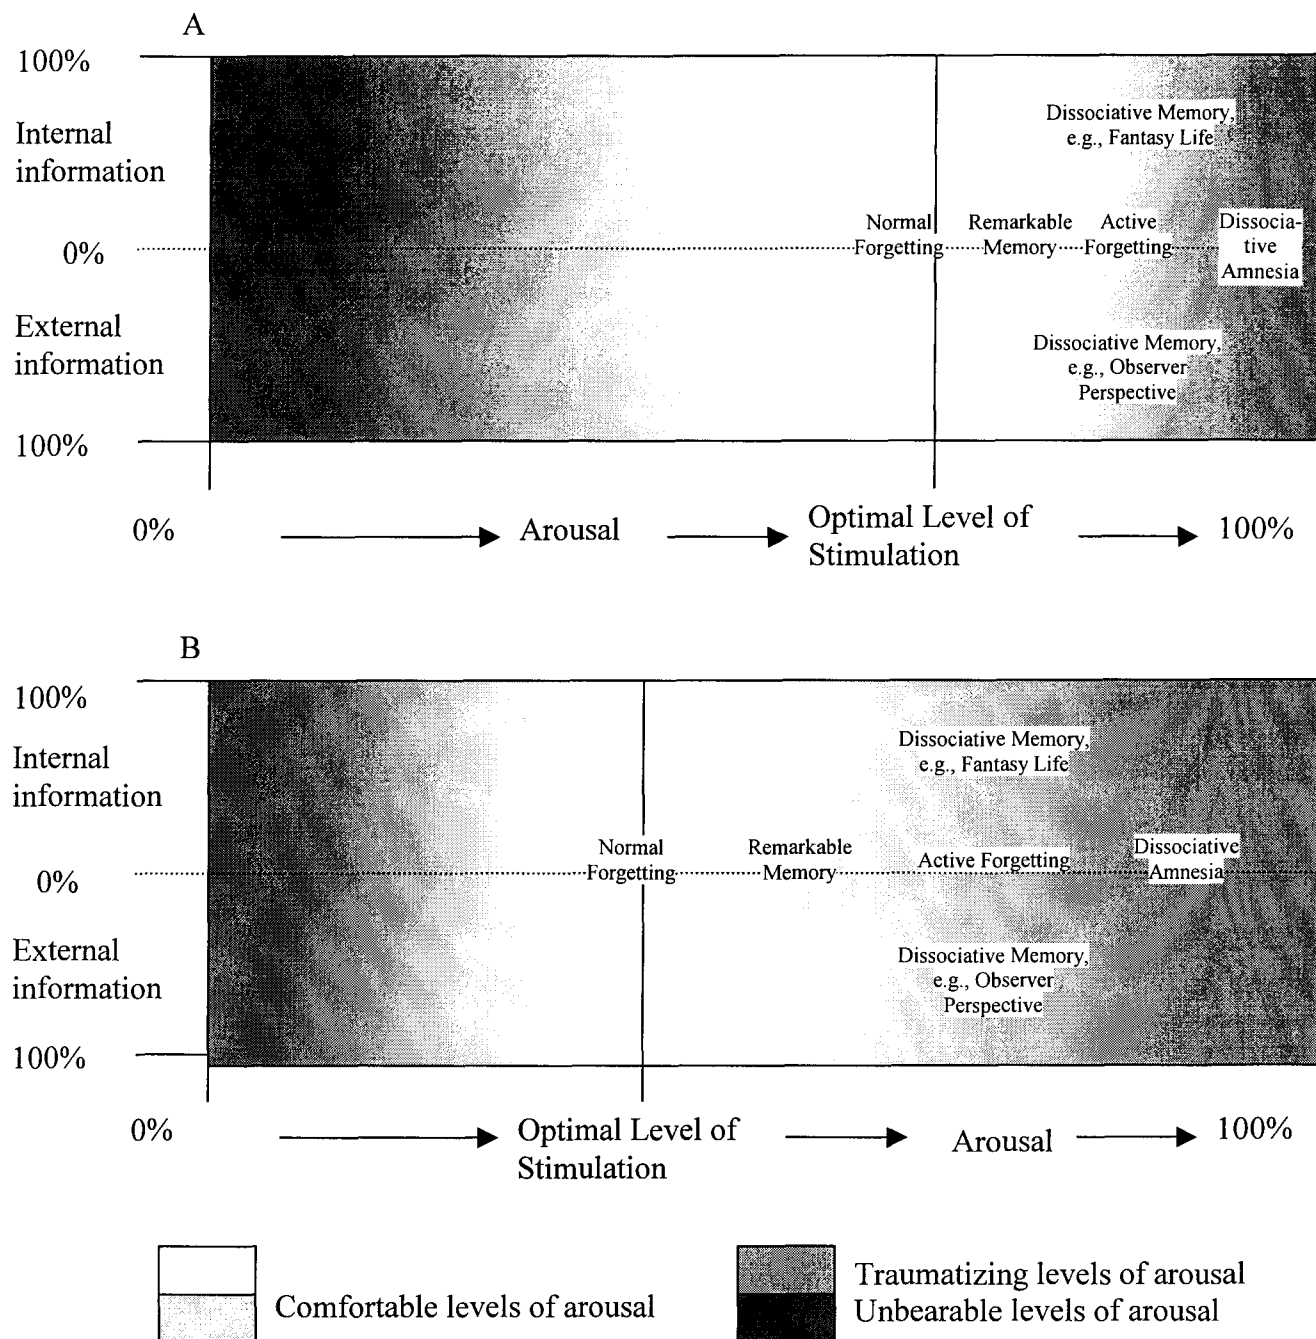 A
100%
Internal
information
0%
External
information
100%
Dissociative Memory,
e.g., Fantasy Life
Normal
Forgetting
Remarkable
Memory
Active
Forgetting
Dissocia-
tive
Amnesia
Dissociative Memory,
e.g., Observer
Perspective
0%
Arousal
Optimal Level of
Stimulation
100%
B
100%
Internal
information
0%
External
information
100%
Dissociative Memory,
e.g., Fantasy Life
Normal
Forgetting
Remarkable
Memory
Active Forgetting
Dissociative
Amnesia
Dissociative Memory,
e.g., Observer
Perspective
0%
Optimal Level of
Stimulation
Arousal
100%
Comfortable levels of arousal
Traumatizing levels of arousal
Unbearable levels of arousal